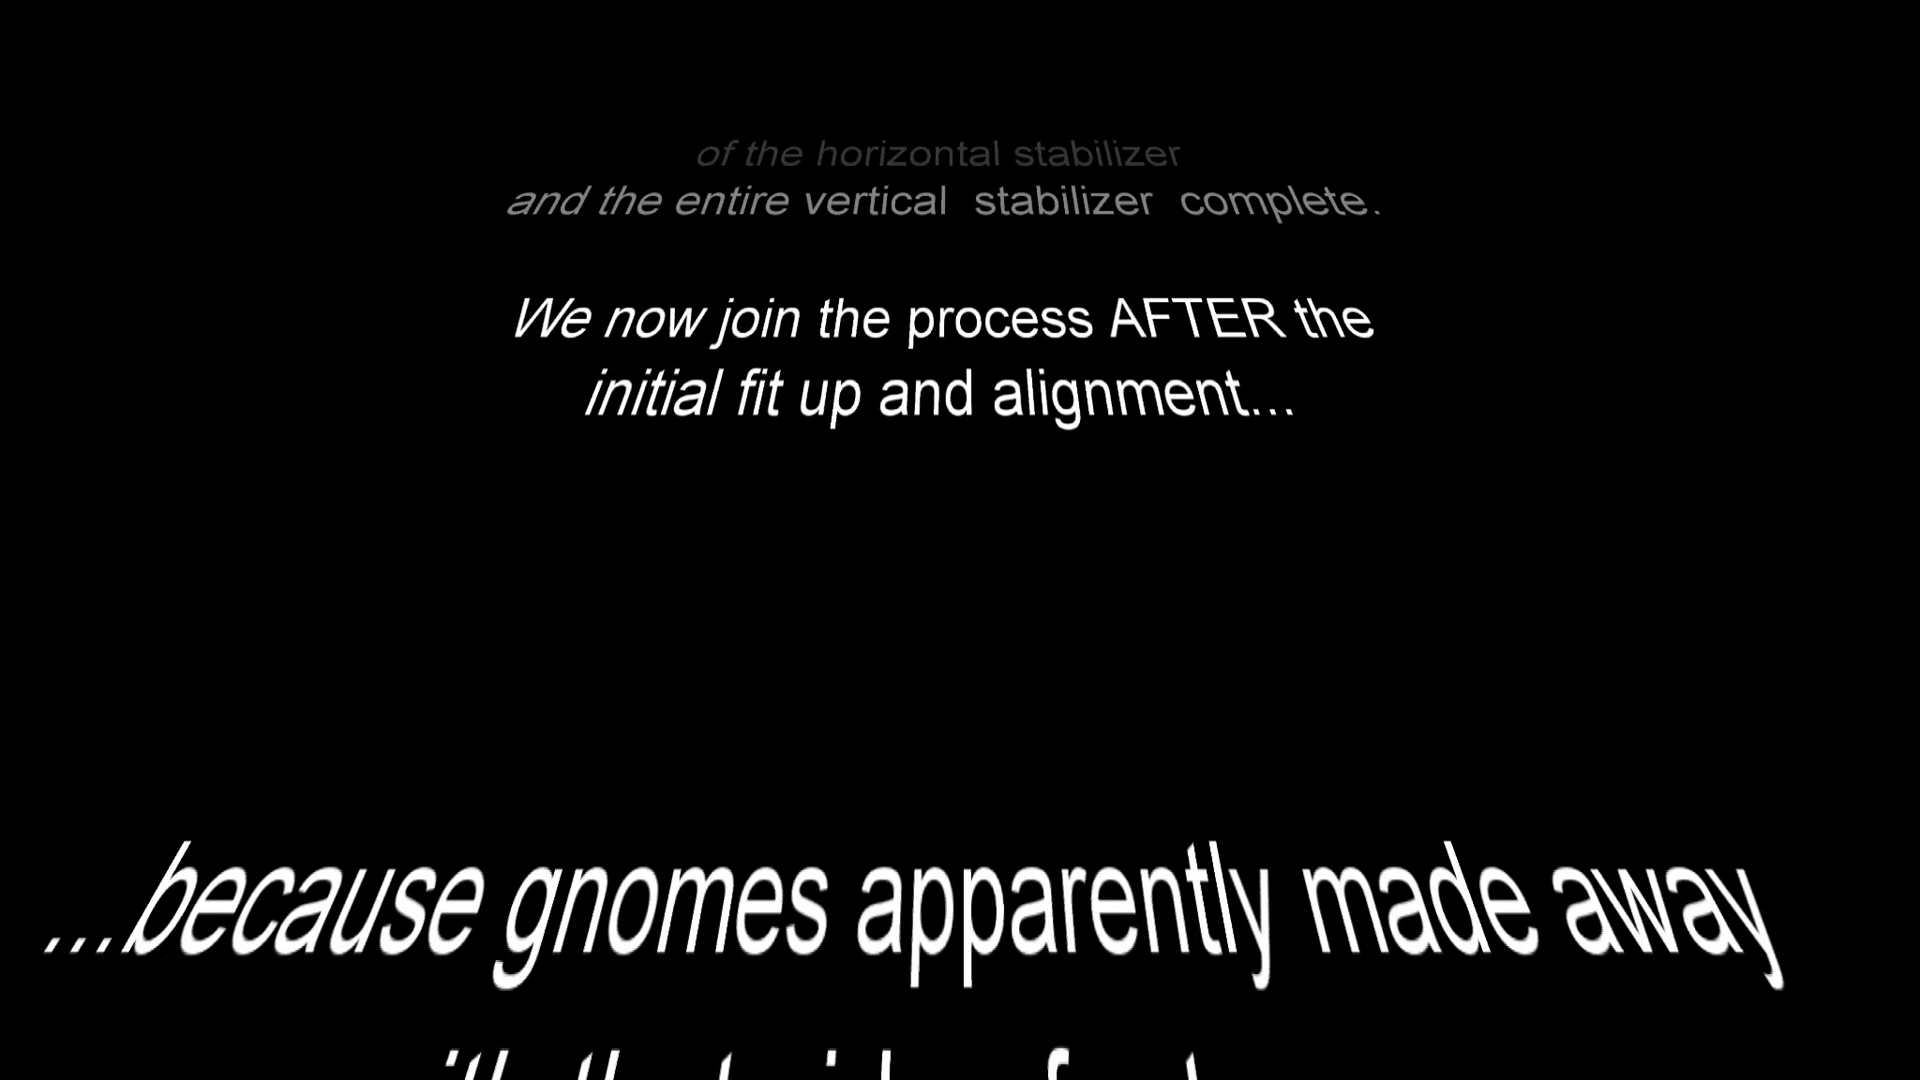 of the horizontal stabilizer
and the entire vertical stabilizer complete.
We now join the process AFTER the
initial fit up and alignment...
...because gnomes apparently made away